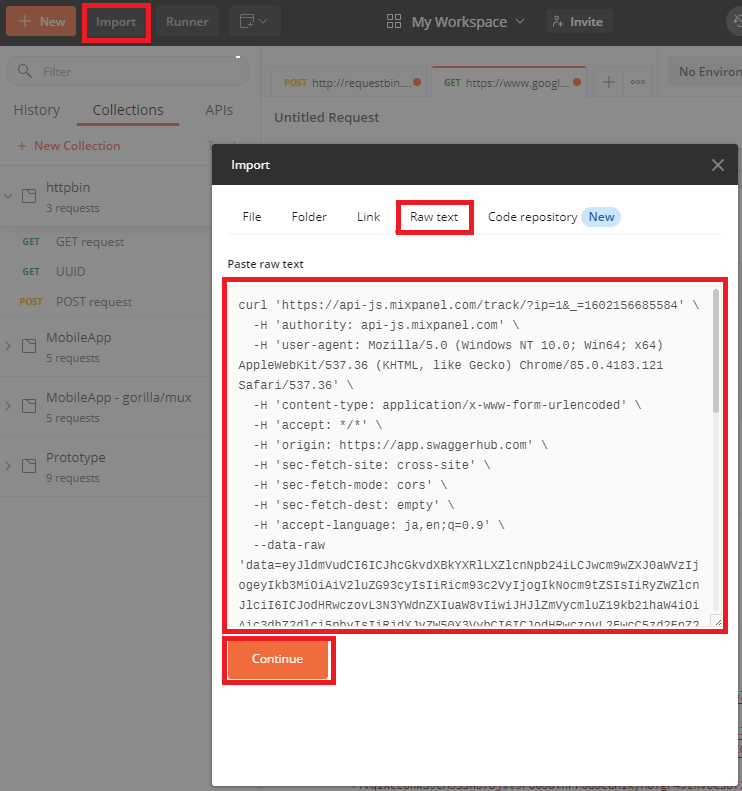 + New Import Runner My Workspace Invite
Filter
POST http://requestbin.... GET https://www.googl... + ooo No Environ
History Collections APIs
Untitled Request
+ New Collection
Import
httpbin
3 requests
File Folder Link Raw text Code repository New
GET GET request
Paste raw text
GET UUID
POST POST request
MobileApp
5 requests
MobileApp - gorilla/mux
5 requests
Prototype
9 requests
curl 'https://api-js.mixpanel.com/track/?ip=1&_=1602156685584' \
-H 'authority: api-js.mixpanel.com' \
-H 'user-agent: Mozilla/5.0 (Windows NT 10.0; Win64; x64)
AppleWebKit/537.36 (KHTML, like Gecko) Chrome/85.0.4183.121
Safari/537.36' \
-H 'content-type: application/x-www-form-urlencoded' \
-H 'accept: */*' \
-H 'origin: https://app.swaggerhub.com' \
-H 'sec-fetch-site: cross-site' \
-H 'sec-fetch-mode: cors' \
-H 'sec-fetch-dest: empty' \
-H 'accept-language: ja,en;q=0.9' \
--data-raw
'data=eyJldmVudCI6ICJhcGkvdXBkYXRlLXZlcnNpb24iLCJwcm9wZXJ0aWVzIj
ogeyIkb3MiOiAiV2luZG93cyIsIiRicm93c2VyIjogIkNocm9tZSIsIiRyZWZlcn
JlciI6ICJodHRwczovL3N3YWdnZXIuaW8vIiwiJHJlZmVycmluZ19kb21haW4iOi
Continue